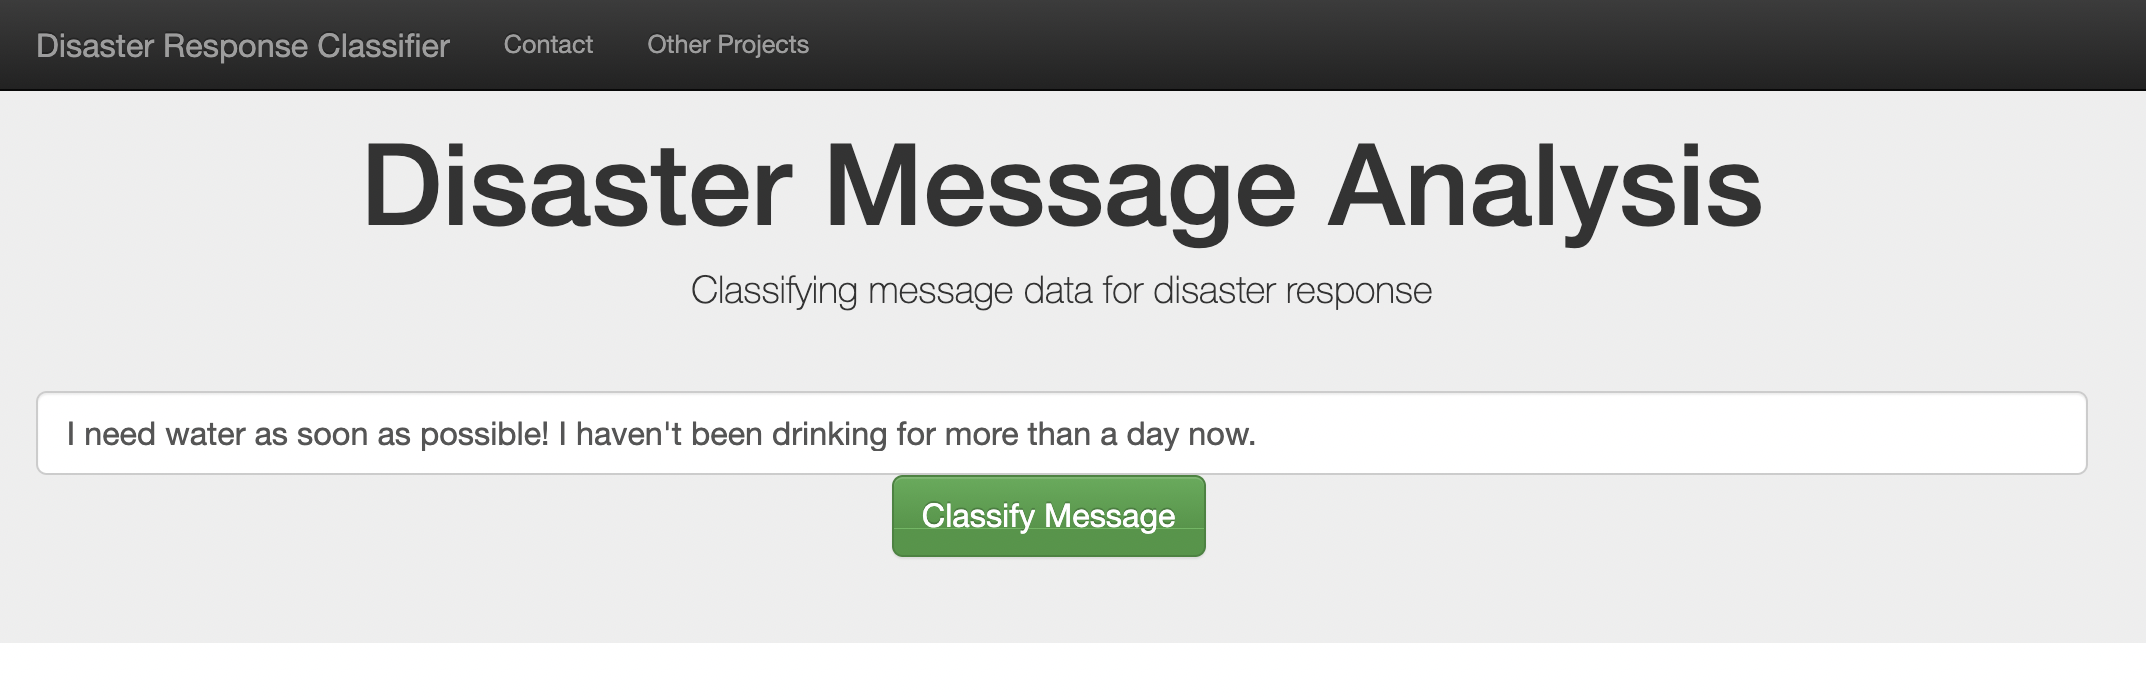 Disaster Response Classifier Contact Other Projects
Disaster Message Analysis
Classifying message data for disaster response
I need water as soon as possible! I haven't been drinking for more than a day now.
Classify Message